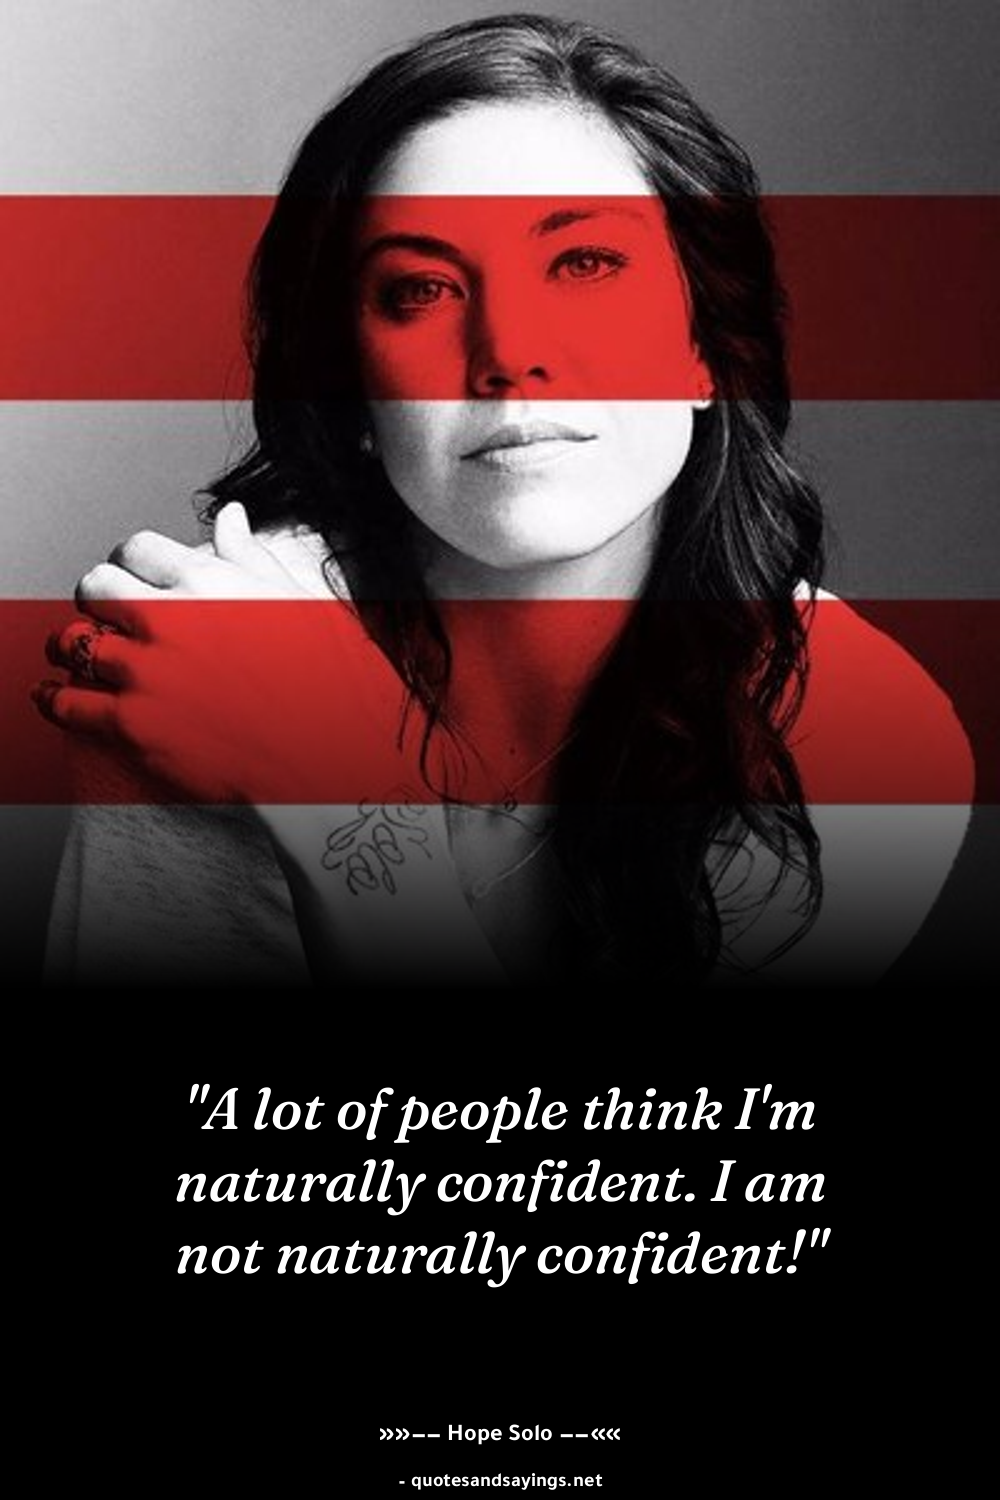 "A lot of people think I'm
naturally confident. I am
not naturally confident!"
»»–– Hope Solo ––««
- quotesandsayings.net